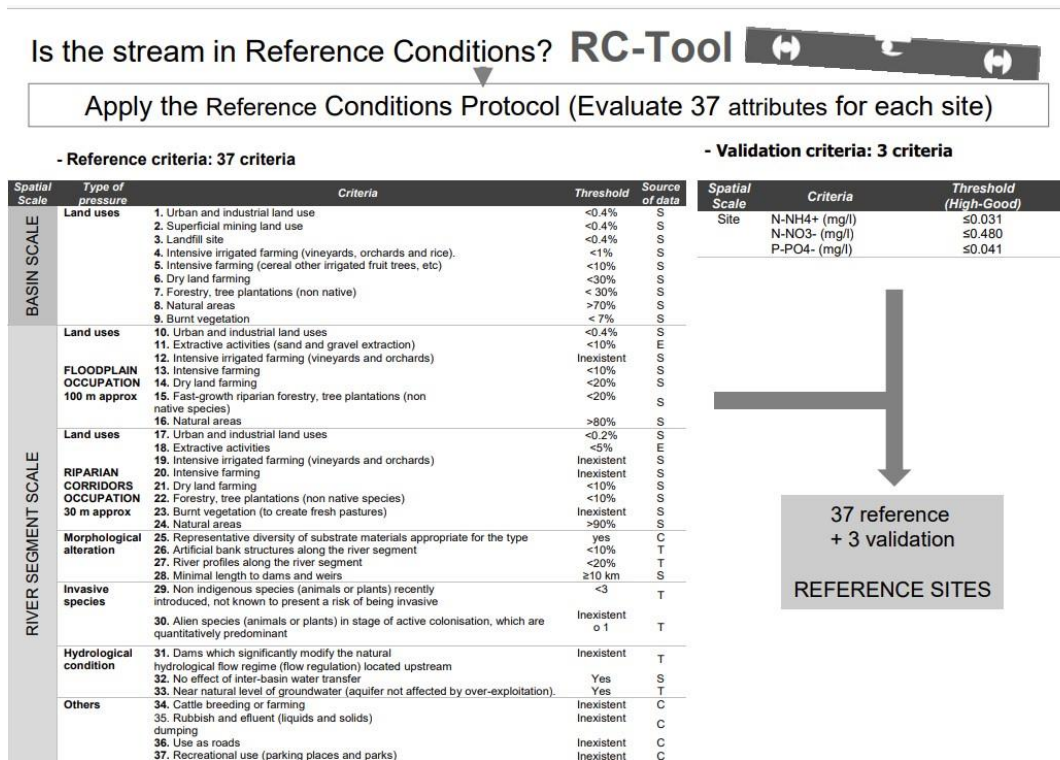 Is the stream in Reference Conditions? RC-Tool
Apply the Reference Conditions Protocol (Evaluate 37 attributes for each site)
- Reference criteria: 37 criteria
Spatial Scale Type of pressure Criteria Threshold Source of data
BASIN SCALE
Land uses 1. Urban and industrial land use <0.4% S
2. Superficial mining land use <0.4% S
3. Landfill site <0.4% S
4. Intensive irrigated farming (vineyards, orchards and rice). <1% S
5. Intensive farming (cereal other irrigated fruit trees, etc) <10% S
6. Dry land farming <30% S
7. Forestry, tree plantations (non native) < 30% S
8. Natural areas >70% S
9. Burnt vegetation < 7% S
RIVER SEGMENT SCALE
Land uses 10. Urban and industrial land uses <0.4% S
11. Extractive activities (sand and gravel extraction) <10% E
12. Intensive irrigated farming (vineyards and orchards) Inexistent S
FLOODPLAIN 13. Intensive farming <10% S
OCCUPATION 14. Dry land farming <20% S
100 m approx 15. Fast-growth riparian forestry, tree plantations (non <20% S
native species)
16. Natural areas >80% S
Land uses 17. Urban and industrial land uses <0.2% S
18. Extractive activities <5% E
19. Intensive irrigated farming (vineyards and orchards) Inexistent S
RIPARIAN 20. Intensive farming Inexistent S
CORRIDORS 21. Dry land farming <10% S
OCCUPATION 22. Forestry, tree plantations (non native species) <10% S
30 m approx 23. Burnt vegetation (to create fresh pastures) Inexistent S
24. Natural areas >90% S
Morphological 25. Representative diversity of substrate materials appropriate for the type yes C
alteration 26. Artificial bank structures along the river segment <10% T
27. River profiles along the river segment <20% T
28. Minimal length to dams and weirs ≥10 km S
Invasive 29. Non indigenous species (animals or plants) recently <3 T
species introduced, not known to present a risk of being invasive
30. Alien species (animals or plants) in stage of active colonisation, which are Inexistent T
quantitatively predominant o 1
Hydrological 31. Dams which significantly modify the natural Inexistent T
condition hydrological flow regime (flow regulation) located upstream
32. No effect of inter-basin water transfer Yes S
33. Near natural level of groundwater (aquifer not affected by over-exploitation). Yes T
Others 34. Cattle breeding or farming Inexistent C
35. Rubbish and efluent (liquids and solids) Inexistent C
dumping
36. Use as roads Inexistent C
37. Recreational use (parking places and parks) Inexistent C
- Validation criteria: 3 criteria
Spatial Scale Criteria Threshold (High-Good)
Site N-NH4+ (mg/l) ≤0.031
N-NO3- (mg/l) ≤0.480
P-PO4- (mg/l) ≤0.041
37 reference
+ 3 validation
REFERENCE SITES